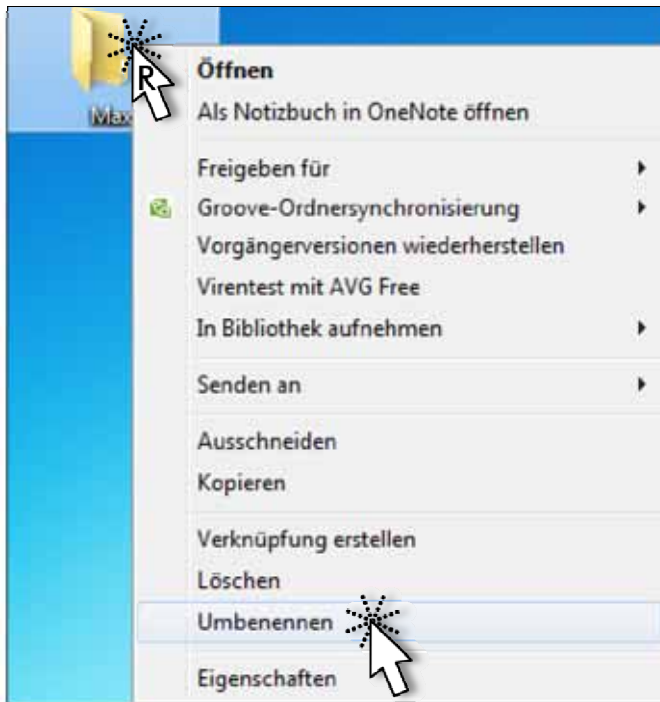 Max
R
Öffnen
Als Notizbuch in OneNote öffnen
Freigeben für
Groove-Ordnersynchronisierung
Vorgängerversionen wiederherstellen
Virentest mit AVG Free
In Bibliothek aufnehmen
Senden an
Ausschneiden
Kopieren
Verknüpfung erstellen
Löschen
Umbenennen
Eigenschaften